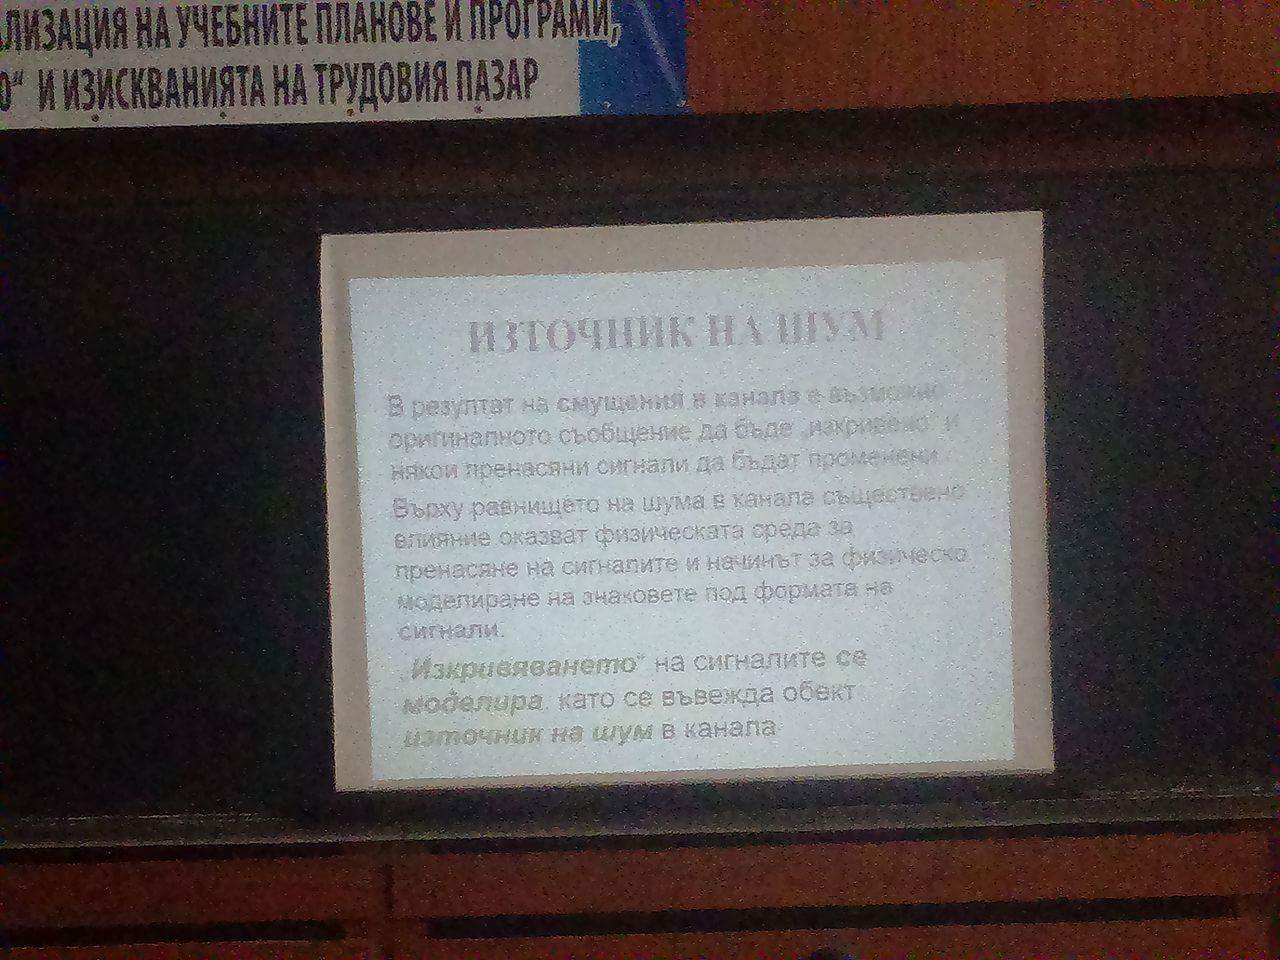 ЛИЗАЦИЯ НА УЧЕБНИТЕ ПЛАНОВЕ И ПРОГРАМИ,
О“ И ИЗИСКВАНИЯТА НА ТРУДОВИЯ ПАЗАР
ИЗТОЧНИК НА ШУМ
В резултат на смущения в канала е възможно
оригиналното съобщение да бъде „изкривено“ и
някои пренасяни сигнали да бъдат променени.
Върху равнището на шума в канала съществено
влияние оказват физическата среда за
пренасяне на сигналите и начинът за физическо
моделиране на знаковете под формата на
сигнали.
„Изкривяването“ на сигналите се
моделира, като се въвежда обект
източник на шум в канала